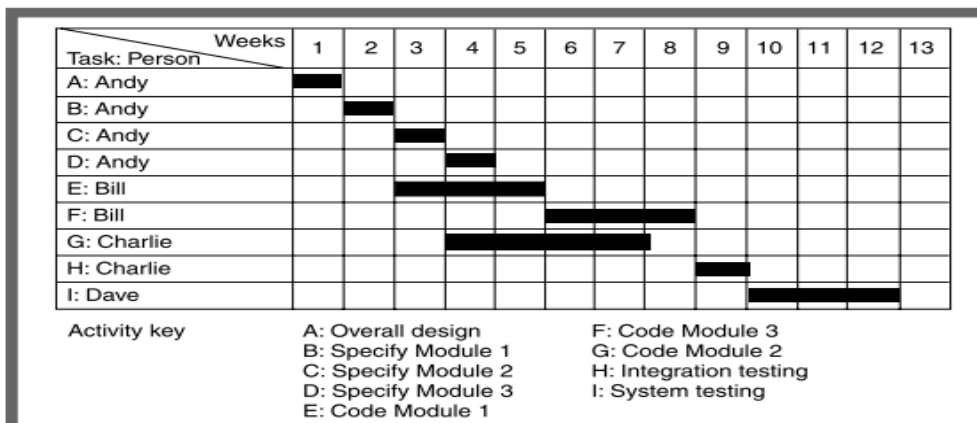 Weeks
Task: Person
1 2 3 4 5 6 7 8 9 10 11 12 13
A: Andy
B: Andy
C: Andy
D: Andy
E: Bill
F: Bill
G: Charlie
H: Charlie
I: Dave
Activity key
A: Overall design
B: Specify Module 1
C: Specify Module 2
D: Specify Module 3
E: Code Module 1
F: Code Module 3
G: Code Module 2
H: Integration testing
I: System testing